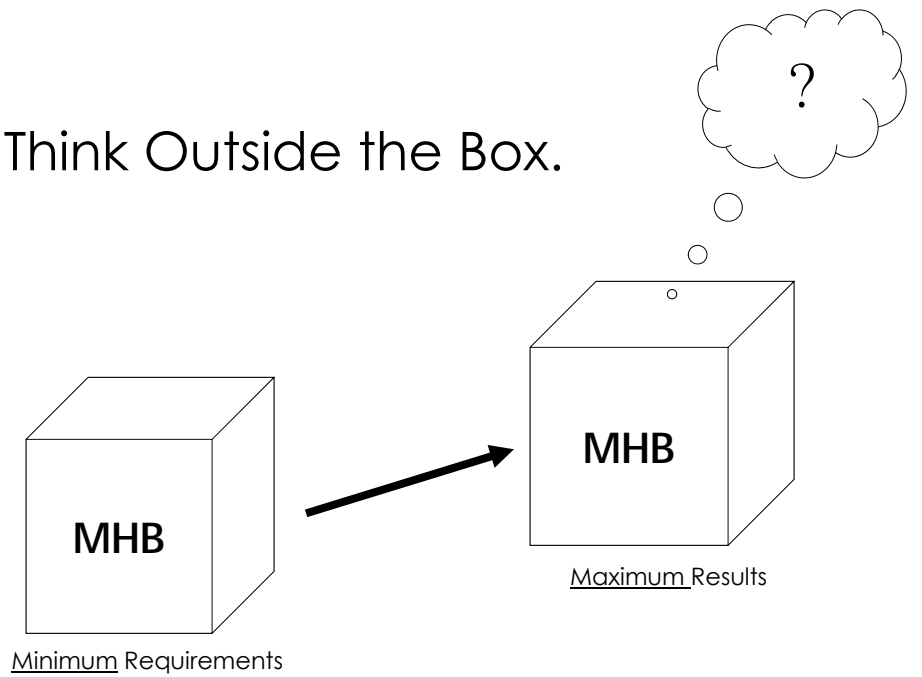 ?
Think Outside the Box.
MHB
Maximum Results
MHB
Minimum Requirements